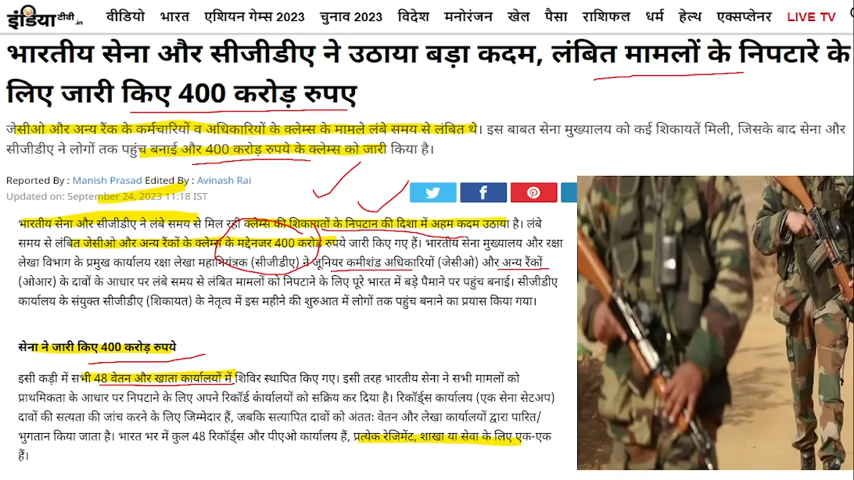 इंडिया टीवी.in वीडियो भारत एशियन गेम्स 2023 चुनाव 2023 विदेश मनोरंजन खेल पैसा राशिफल धर्म हेल्थ एक्सप्लेनर LIVE TV
भारतीय सेना और सीजीडीए ने उठाया बड़ा कदम, लंबित मामलों के निपटारे के
लिए जारी किए 400 करोड़ रुपए
जेसीओ और अन्य रैंक के कर्मचारियों व अधिकारियों के क्लेम्स के मामले लंबे समय से लंबित थे। इस बाबत सेना मुख्यालय को कई शिकायतें मिली, जिसके बाद सेना और
सीजीडीए ने लोगों तक पहुंच बनाई और 400 करोड़ रुपये के क्लेम्स को जारी किया है।
Reported By : Manish Prasad Edited By : Avinash Rai
Updated on: September 24, 2023 11:18 IST
भारतीय सेना और सीजीडीए ने लंबे समय से मिल रही क्लेम्स की शिकायतों के निपटान की दिशा में अहम कदम उठाया है। लंबे
समय से लंबित जेसीओ और अन्य रैंकों के क्लेम्स के मद्देनजर 400 करोड़ रुपये जारी किए गए हैं। भारतीय सेना मुख्यालय और रक्षा
लेखा विभाग के प्रमुख कार्यालय रक्षा लेखा महानियंत्रक (सीजीडीए) ने जूनियर कमीशंड अधिकारियों (जेसीओ) और अन्य रैंकों
(ओआर) के दावों के आधार पर लंबे समय से लंबित मामलों को निपटाने के लिए पूरे भारत में बड़े पैमाने पर पहुंच बनाई। सीजीडीए
कार्यालय के संयुक्त सीजीडीए (शिकायत) के नेतृत्व में इस महीने की शुरुआत में लोगों तक पहुंच बनाने का प्रयास किया गया।
सेना ने जारी किए 400 करोड़ रुपये
इसी कड़ी में सभी 48 वेतन और खाता कार्यालयों में शिविर स्थापित किए गए। इसी तरह भारतीय सेना ने सभी मामलों को
प्राथमिकता के आधार पर निपटाने के लिए अपने रिकॉर्ड कार्यालयों को सक्रिय कर दिया है। रिकॉर्ड्स कार्यालय (एक सेना सेटअप)
दावों की सत्यता की जांच करने के लिए जिम्मेदार हैं, जबकि सत्यापित दावों को अंततः वेतन और लेखा कार्यालयों द्वारा पारित/
भुगतान किया जाता है। भारत भर में कुल 48 रिकॉर्ड्स और पीएओ कार्यालय हैं, प्रत्येक रेजिमेंट, शाखा या सेवा के लिए एक-एक
हैं।